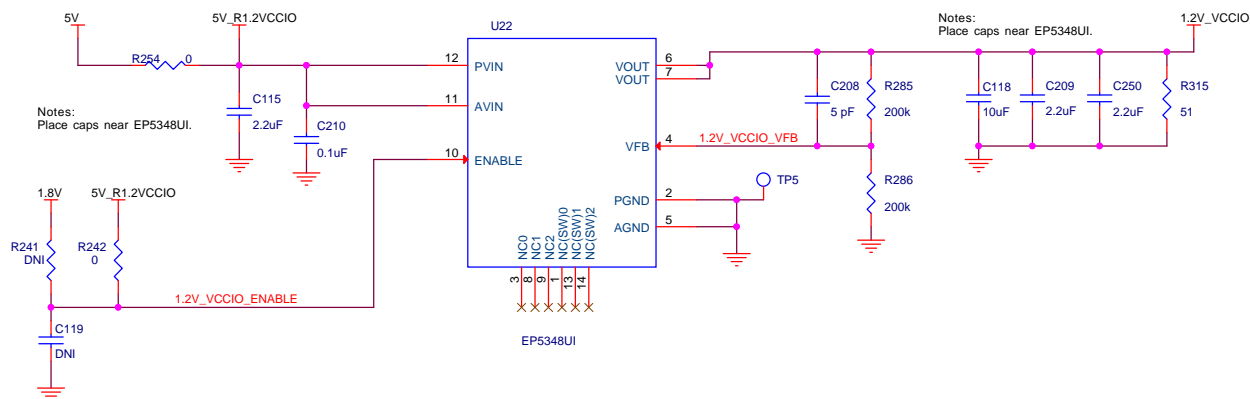 5V
5V_R1.2VCCIO
U22
Notes:
Place caps near EP5348UI.
1.2V_VCCIO
R254
0
12
PVIN
VOUT
6
VOUT
7
C115
2.2uF
11
AVIN
C208
5 pF
R285
200k
C118
10uF
C209
2.2uF
C250
2.2uF
R315
51
Notes:
Place caps near EP5348UI.
C210
0.1uF
10
ENABLE
VFB
4
1.2V_VCCIO_VFB
TP5
R286
200k
1.8V
5V_R1.2VCCIO
PGND
2
AGND
5
R241
DNI
R242
0
NC0
NC1
NC2
NC(SW)0
NC(SW)1
NC(SW)2
3
8
9
1
13
14
1.2V_VCCIO_ENABLE
C119
DNI
EP5348UI